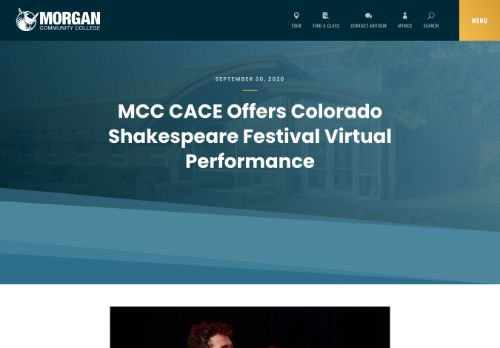 MORGAN
COMMUNITY COLLEGE
TOUR
FIND A CLASS
CONTACT ADVISOR
MYMCC
SEARCH
MENU
SEPTEMBER 30, 2020
MCC CACE Offers Colorado
Shakespeare Festival Virtual
Performance